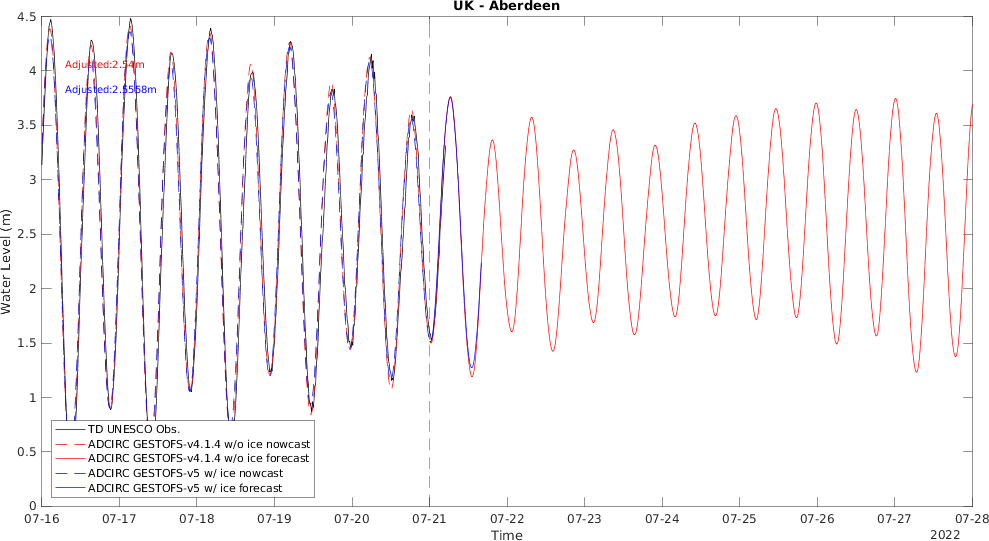 UK - Aberdeen
4.5
4
3.5
3
2.5
2
1.5
1
0.5
0
Water Level (m)
Adjusted:2.54m
Adjusted:2.5558m
TD UNESCO Obs.
ADCIRC GESTOFS-v4.1.4 w/o ice nowcast
ADCIRC GESTOFS-v4.1.4 w/o ice forecast
ADCIRC GESTOFS-v5 w/ ice nowcast
ADCIRC GESTOFS-v5 w/ ice forecast
07-16 07-17 07-18 07-19 07-20 07-21 07-22 07-23 07-24 07-25 07-26 07-27 07-28
Time
2022